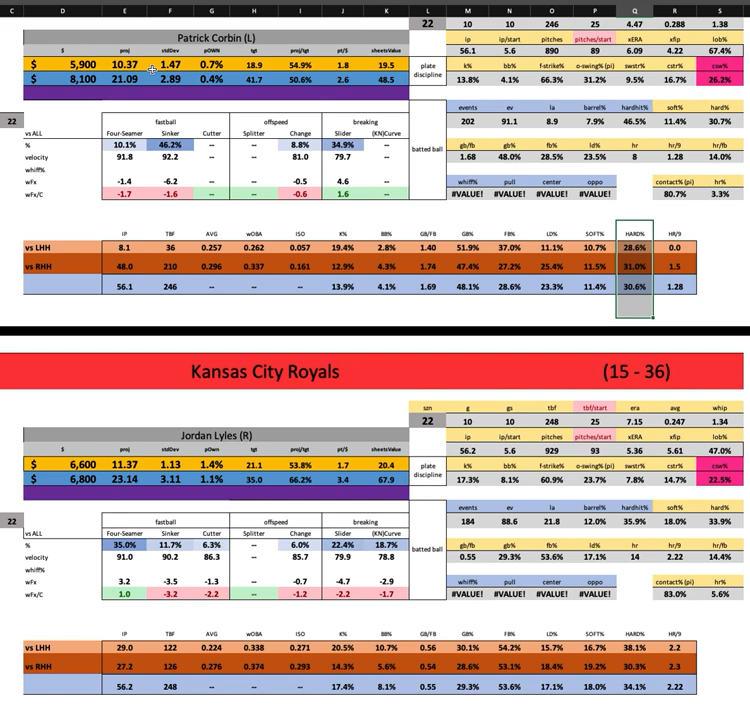 C D E F G H I J K L M N O P Q R S
22 10 10 246 25 4.47 0.288 1.38
Patrick Corbin (L) ip ip/start pitches pitches/start xERA xfip lob%
$ proj stdDev pOWN tgt proj/tgt pt/$ sheetsValue 56.1 5.6 890 89 6.09 4.22 67.4%
$ 5,900 10.37 1.47 0.7% 18.9 54.9% 1.8 19.5 plate discipline k% bb% f-strike% o-swing% (pi) swstr% cstr% csw%
$ 8,100 21.09 2.89 0.4% 41.7 50.6% 2.6 48.5 13.8% 4.1% 66.3% 31.2% 9.5% 16.7% 26.2%
events ev la barrel% hardhit% soft% hard%
22 fastball offspeed breaking 202 91.1 8.9 7.9% 46.5% 11.4% 30.7%
vs ALL Four-Seamer Sinker Cutter Splitter Change Slider (KN)Curve
% 10.1% 46.2% -- -- 8.8% 34.9% -- batted ball gb/fb gb% fb% ld% hr hr/9 hr/fb
velocity 91.8 92.2 -- -- 81.0 79.7 -- 1.68 48.0% 28.5% 23.5% 8 1.28 14.0%
whiff%
wFx -1.4 -6.2 -- -- -0.5 4.6 whiff% pull center oppo contact% (pi) hr%
wFx/C -1.7 -1.6 -- -- -0.6 1.6 #VALUE! #VALUE! #VALUE! #VALUE! 80.7% 3.3%
IP TBF AVG wOBA ISO K% BB% GB/FB GB% FB% LD% SOFT% HARD% HR/9
vs LHH 8.1 36 0.257 0.262 0.057 19.4% 2.8% 1.40 51.9% 37.0% 11.1% 10.7% 28.6% 0.0
vs RHH 48.0 210 0.296 0.337 0.161 12.9% 4.3% 1.74 47.4% 27.2% 25.4% 11.5% 31.0% 1.5
56.1 246 -- -- -- 13.9% 4.1% 1.69 48.1% 28.6% 23.3% 11.4% 30.6% 1.28
Kansas City Royals (15 - 36)
szn g gs tbf tbf/start era avg whip
22 10 10 248 25 7.15 0.247 1.34
Jordan Lyles (R) ip ip/start pitches pitches/start xERA xfip lob%
$ proj stdDev pOwn tgt proj/tgt pt/$ sheetsValue 56.2 5.6 929 93 5.36 5.61 47.0%
$ 6,600 11.37 1.13 1.4% 21.1 53.8% 1.7 20.4 plate discipline k% bb% f-strike% o-swing% (pi) swstr% cstr% csw%
$ 6,800 23.14 3.11 1.1% 35.0 66.2% 3.4 67.9 17.3% 8.1% 60.9% 23.7% 7.8% 14.7% 22.5%
events ev la barrel% hardhit% soft% hard%
22 fastball offspeed breaking 184 88.6 21.8 12.0% 35.9% 18.0% 33.9%
vs ALL Four-Seamer Sinker Cutter Splitter Change Slider (KN)Curve
% 35.0% 11.7% 6.3% -- 6.0% 22.4% 18.7% batted ball gb/fb gb% fb% ld% hr hr/9 hr/fb
velocity 91.0 90.2 86.3 -- 85.7 79.9 78.8 0.55 29.3% 53.6% 17.1% 14 2.22 14.4%
whiff%
wFx 3.2 -3.5 -1.3 -0.7 -4.7 -2.9 whiff% pull center oppo contact% (pi) hr%
wFx/C 1.0 -3.2 -2.2 -- -1.2 -2.2 -1.7 #VALUE! #VALUE! #VALUE! #VALUE! 83.0% 5.6%
IP TBF AVG wOBA ISO K% BB% GB/FB GB% FB% LD% SOFT% HARD% HR/9
vs LHH 29.0 122 0.224 0.338 0.271 20.5% 10.7% 0.56 30.1% 54.2% 15.7% 16.7% 38.1% 2.2
vs RHH 27.2 126 0.276 0.374 0.293 14.3% 5.6% 0.54 28.6% 53.1% 18.4% 19.2% 30.3% 2.3
56.2 248 -- -- -- 17.4% 8.1% 0.55 29.3% 53.6% 17.1% 18.0% 34.1% 2.22